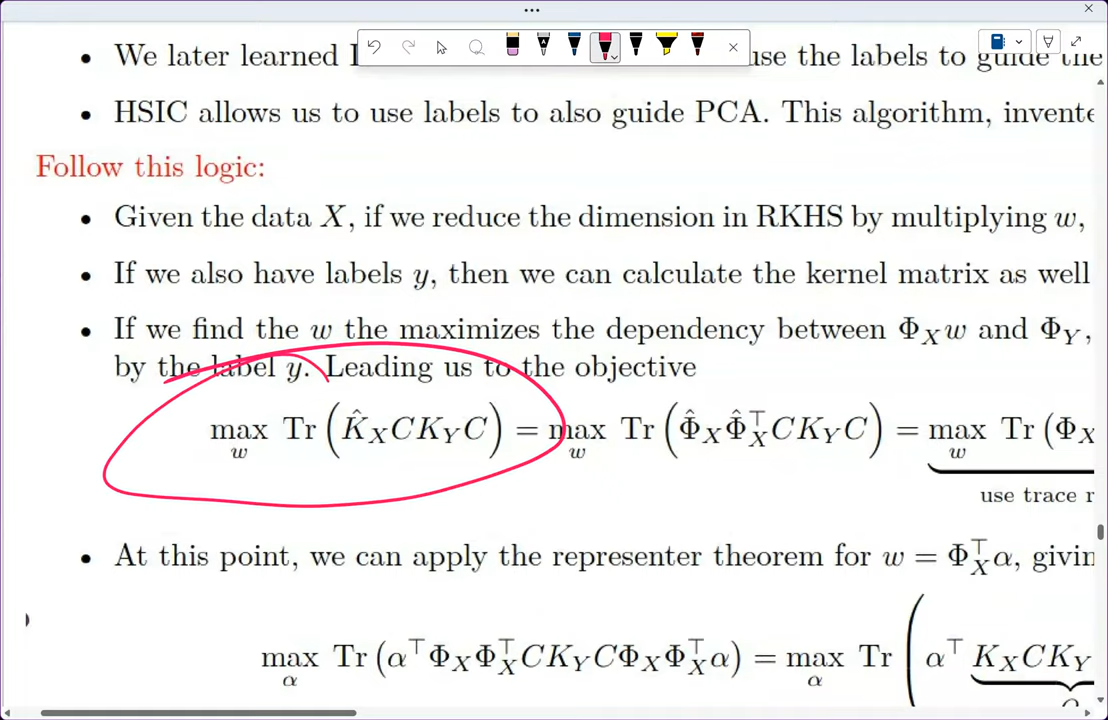 • We later learned use the labels to guide the
• HSIC allows us to use labels to also guide PCA. This algorithm,
Follow this logic:
• Given the data X, if we reduce the dimension in RKHS by multiplying w,
• If we also have labels y, then we can calculate the kernel matrix as well
• If we find the w the maximizes the dependency between Φ_X w and Φ_Y,
by the label y. Leading us to the objective
max_w Tr (K̂_X C K_Y C) = max_w Tr (Φ̂_X Φ̂_X^⊤ C K_Y C) = max_w Tr (Φ_X
use trace
• At this point, we can apply the representer theorem for w = Φ_X^⊤ α,
max_α Tr (α^⊤ Φ_X Φ_X^⊤ C K_Y C Φ_X Φ_X^⊤ α) = max_α Tr ( α^⊤ K_X C K_Y